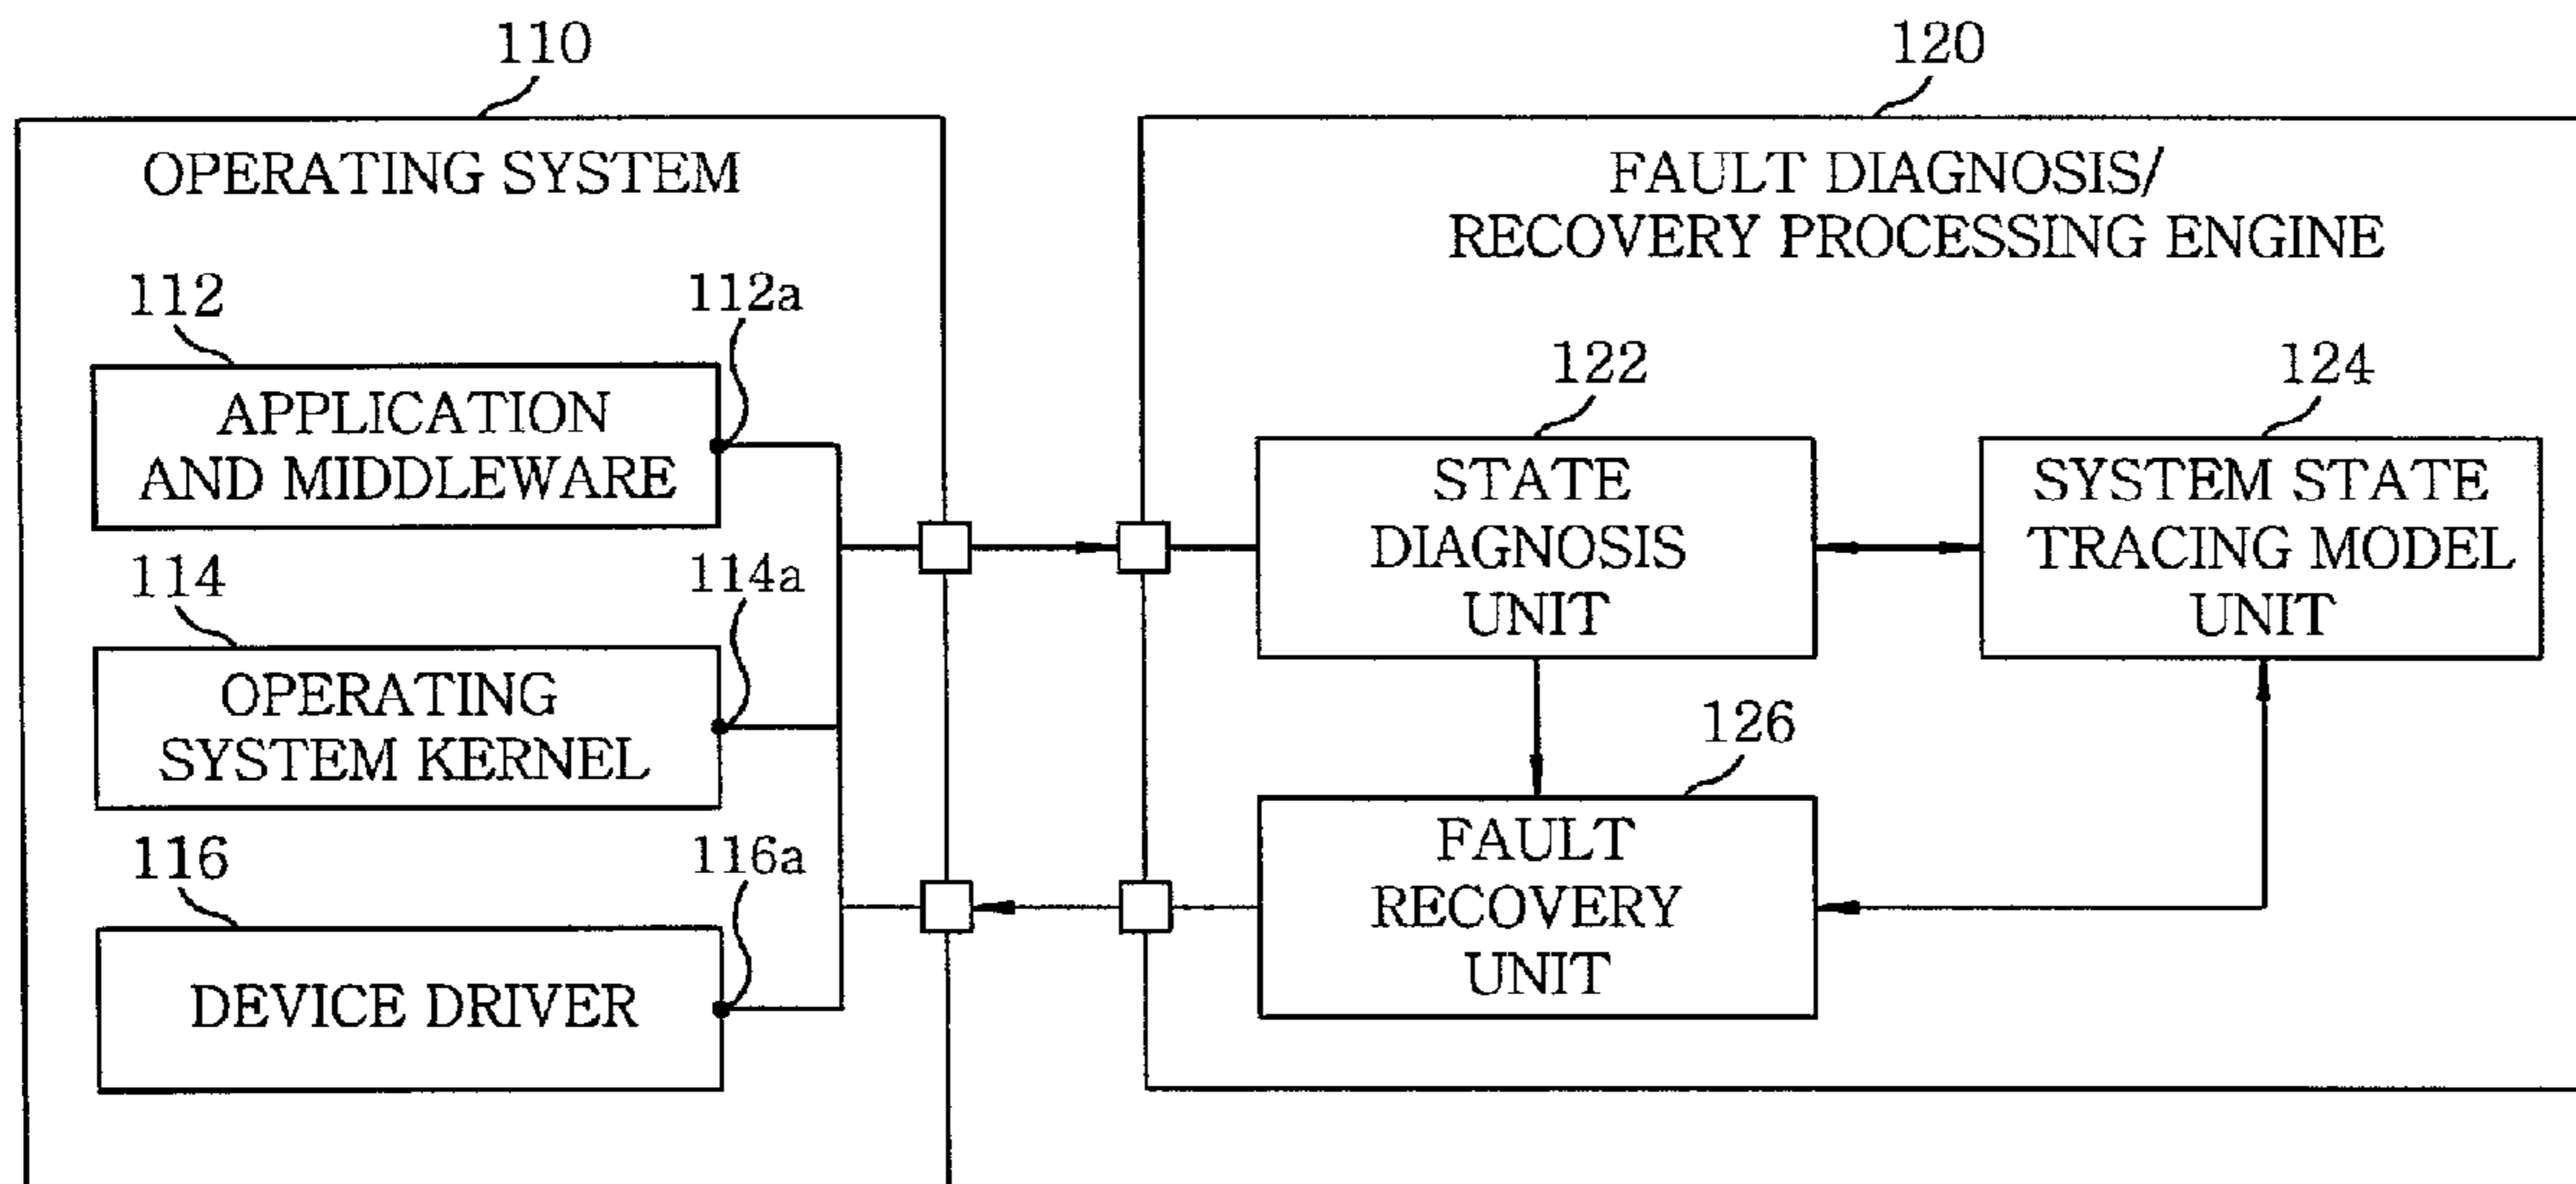 110
OPERATING SYSTEM
112
112a
APPLICATION
AND MIDDLEWARE
114
114a
OPERATING
SYSTEM KERNEL
116
116a
DEVICE DRIVER
120
FAULT DIAGNOSIS/
RECOVERY PROCESSING ENGINE
122
STATE
DIAGNOSIS
UNIT
124
SYSTEM STATE
TRACING MODEL
UNIT
126
FAULT
RECOVERY
UNIT